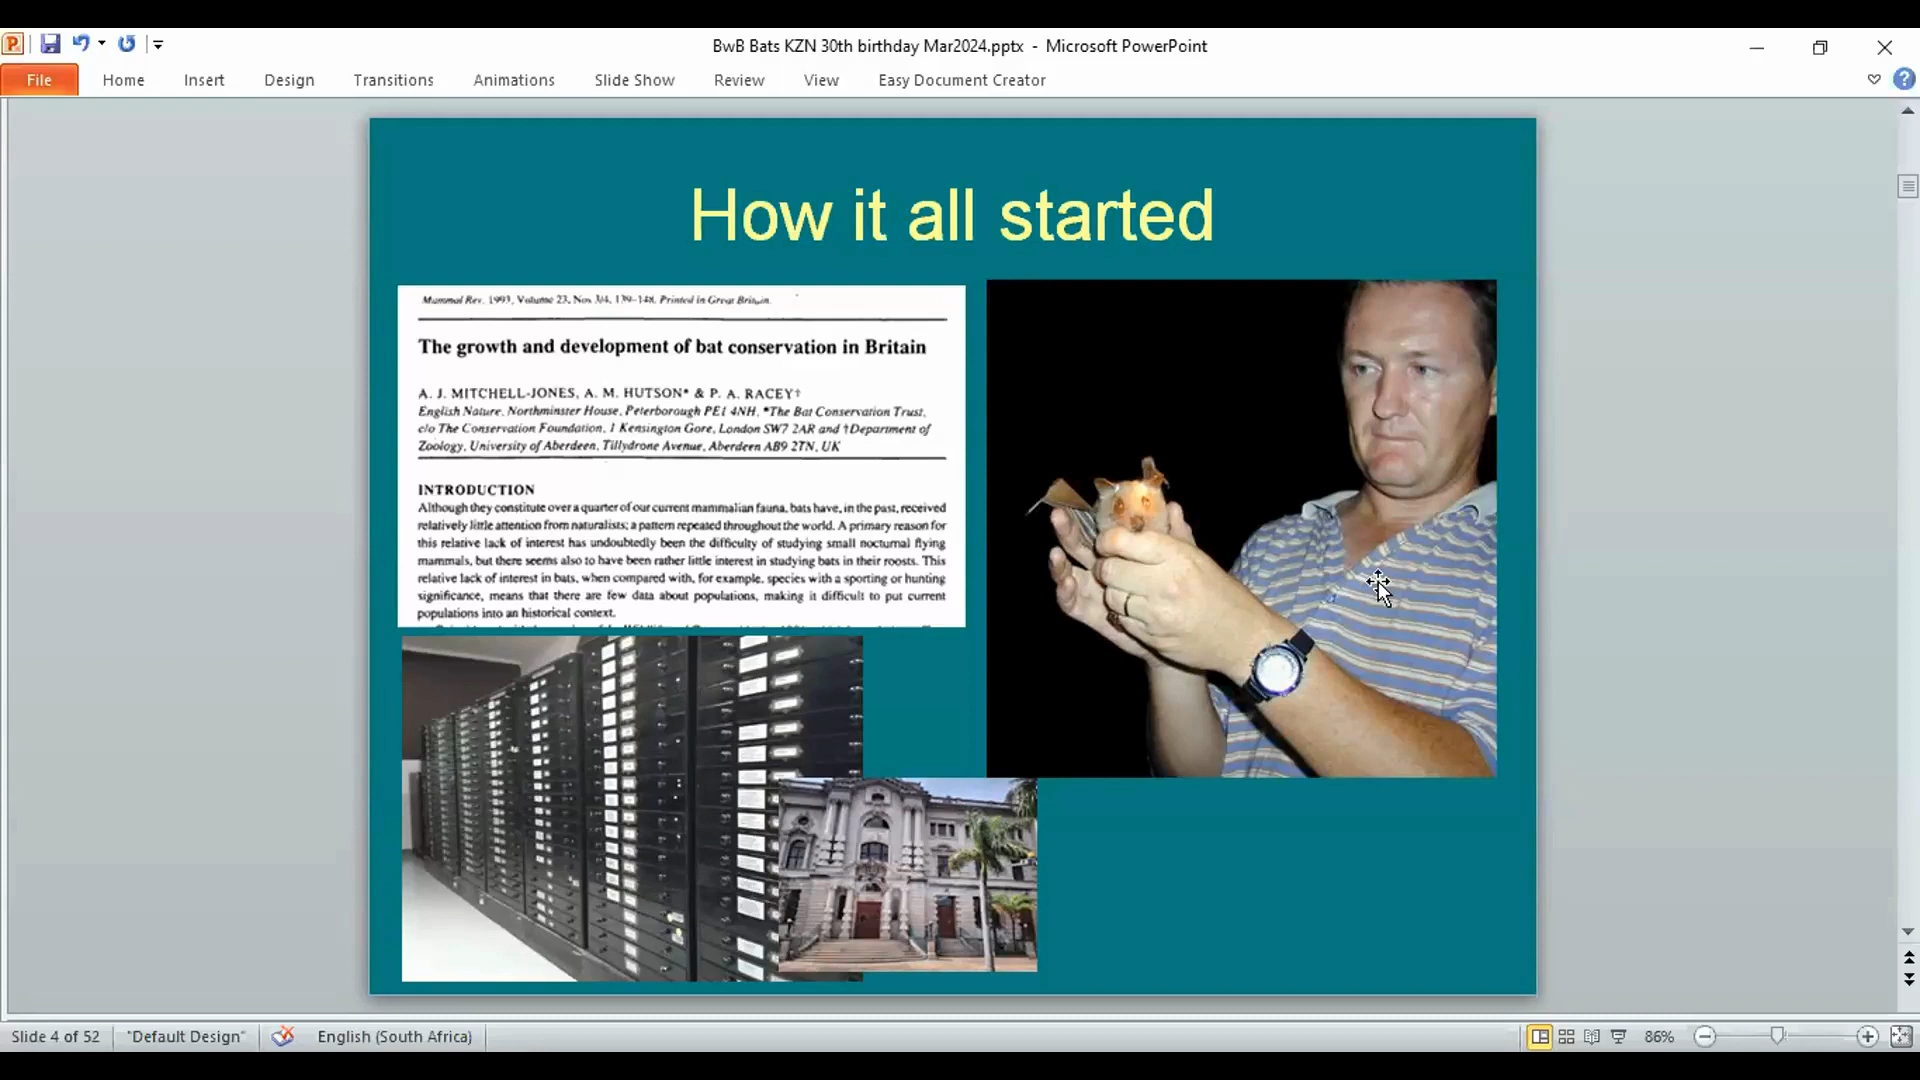 BwB Bats KZN 30th birthday Mar2024.pptx - Microsoft PowerPoint
File Home Insert Design Transitions Animations Slide Show Review View Easy Document Creator
How it all started
Mammal Rev. 1993, Volume 23, Nos 3/4, 139–148. Printed in Great Britain.
The growth and development of bat conservation in Britain
A. J. MITCHELL-JONES, A. M. HUTSON* & P. A. RACEY†
English Nature, Northminster House, Peterborough PE1 4NH, *The Bat Conservation Trust,
c/o The Conservation Foundation, 1 Kensington Gore, London SW7 2AR and †Department of
Zoology, University of Aberdeen, Tillydrone Avenue, Aberdeen AB9 2TN, UK
INTRODUCTION
Although they constitute over a quarter of our current mammalian fauna, bats have, in the past, received
relatively little attention from naturalists; a pattern repeated throughout the world. A primary reason for
this relative lack of interest has undoubtedly been the difficulty of studying small nocturnal flying
mammals, but there seems also to have been rather little interest in studying bats in their roosts. This
relative lack of interest in bats, when compared with, for example, species with a sporting or hunting
significance, means that there are few data about populations, making it difficult to put current
populations into an historical context.
Slide 4 of 52 "Default Design" English (South Africa) 86%